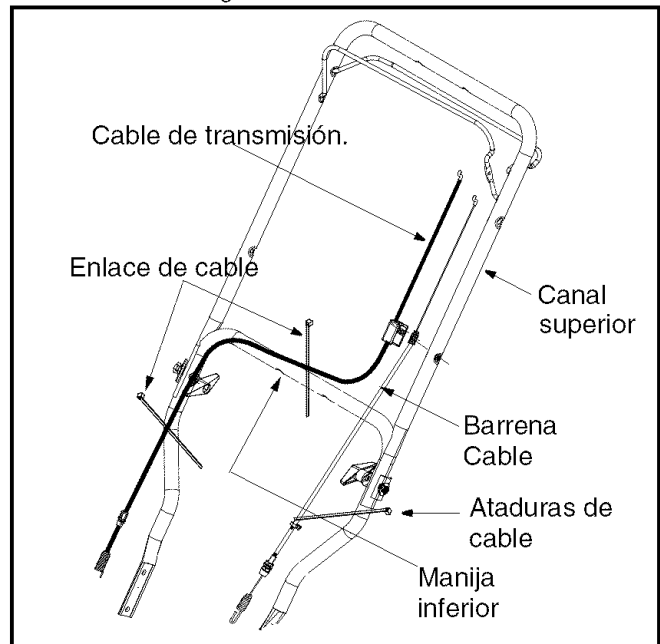 Cable de transmisión.
Enlace de cable
Canal
superior
Barrena
Cable
Ataduras de
cable
Manija
inferior